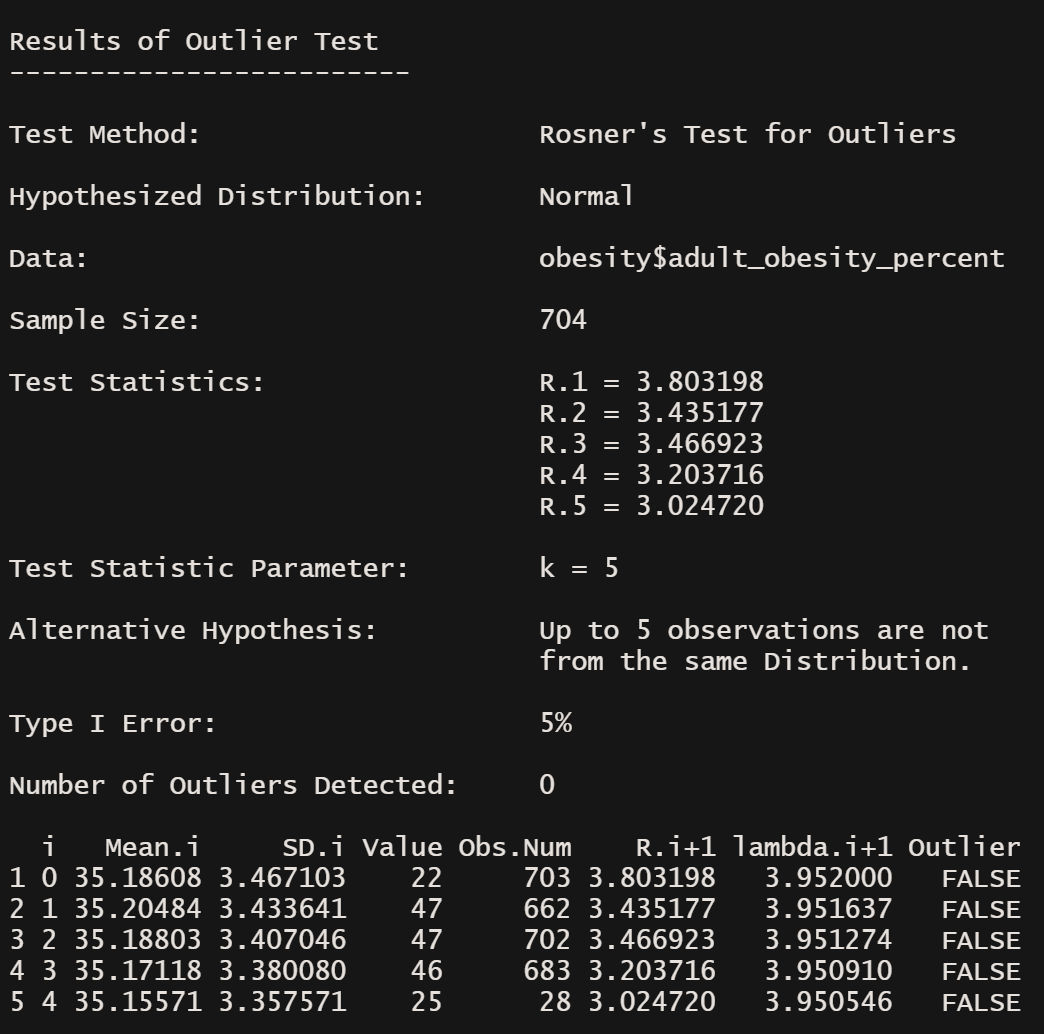 Results of Outlier Test
-------------------------
Test Method: Rosner's Test for Outliers
Hypothesized Distribution: Normal
Data: obesity$adult_obesity_percent
Sample Size: 704
Test Statistics: R.1 = 3.803198
R.2 = 3.435177
R.3 = 3.466923
R.4 = 3.203716
R.5 = 3.024720
Test Statistic Parameter: k = 5
Alternative Hypothesis: Up to 5 observations are not
from the same Distribution.
Type I Error: 5%
Number of Outliers Detected: 0
i Mean.i SD.i Value Obs.Num R.i+1 lambda.i+1 Outlier
1 0 35.18608 3.467103 22 703 3.803198 3.952000 FALSE
2 1 35.20484 3.433641 47 662 3.435177 3.951637 FALSE
3 2 35.18803 3.407046 47 702 3.466923 3.951274 FALSE
4 3 35.17118 3.380080 46 683 3.203716 3.950910 FALSE
5 4 35.15571 3.357571 25 28 3.024720 3.950546 FALSE